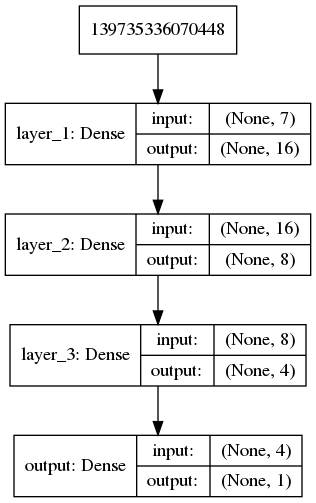 139735336070448
layer_1: Dense
input: (None, 7)
output: (None, 16)
layer_2: Dense
input: (None, 16)
output: (None, 8)
layer_3: Dense
input: (None, 8)
output: (None, 4)
output: Dense
input: (None, 4)
output: (None, 1)